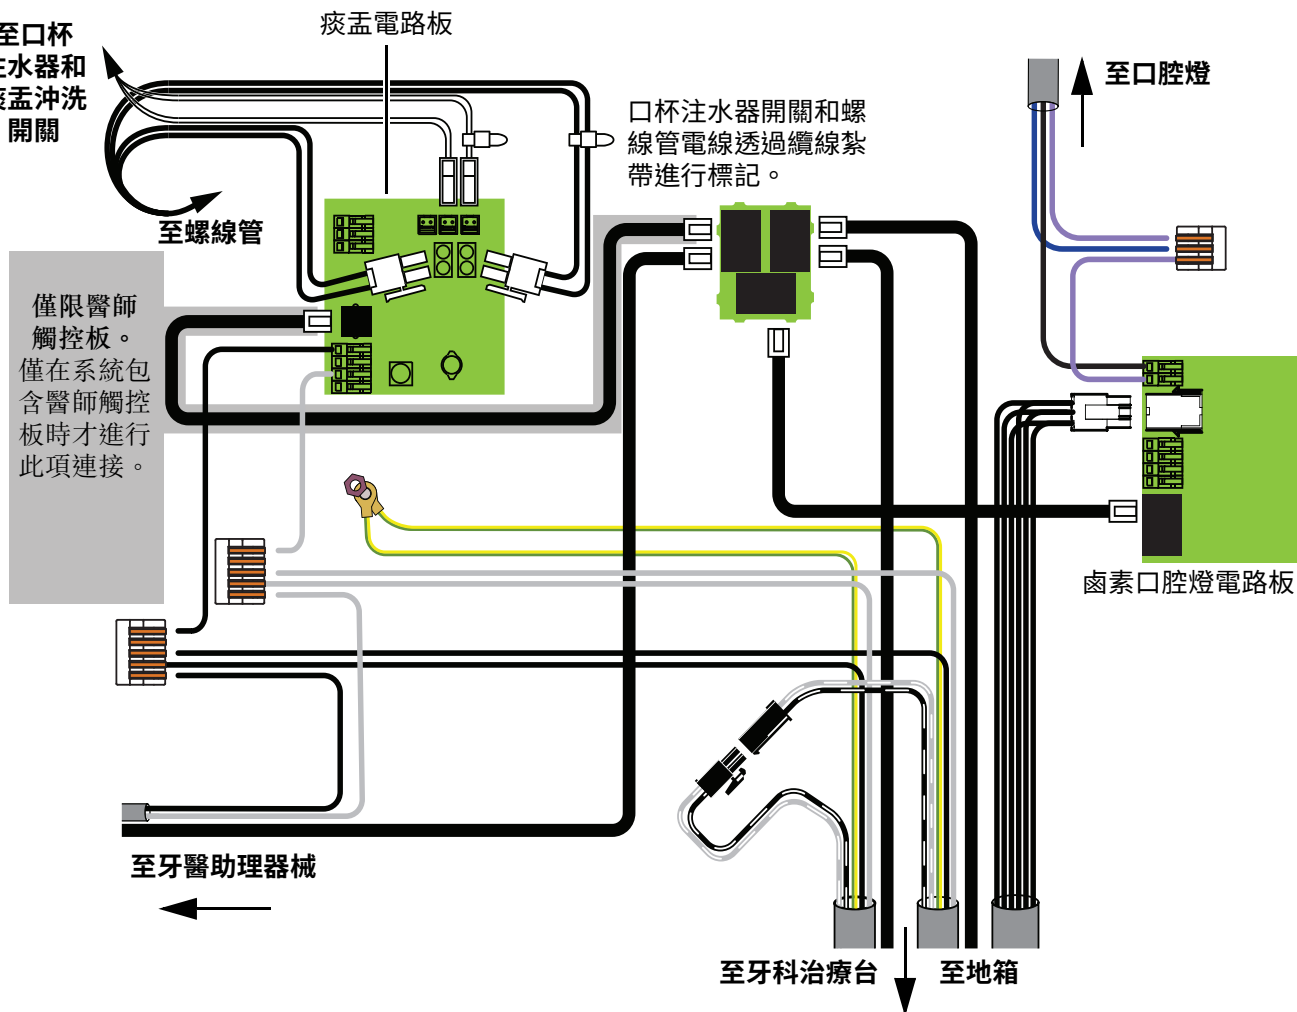 痰盂電路板
至口杯
注水器和
痰盂沖洗
開關
至口腔燈
口杯注水器開關和螺
線管電線透過纜線紮
帶進行標記。
至螺線管
僅限醫師
觸控板。
僅在系統包
含醫師觸控
板時才進行
此項連接。
鹵素口腔燈電路板
至牙醫助理器械
至牙科治療台
至地箱